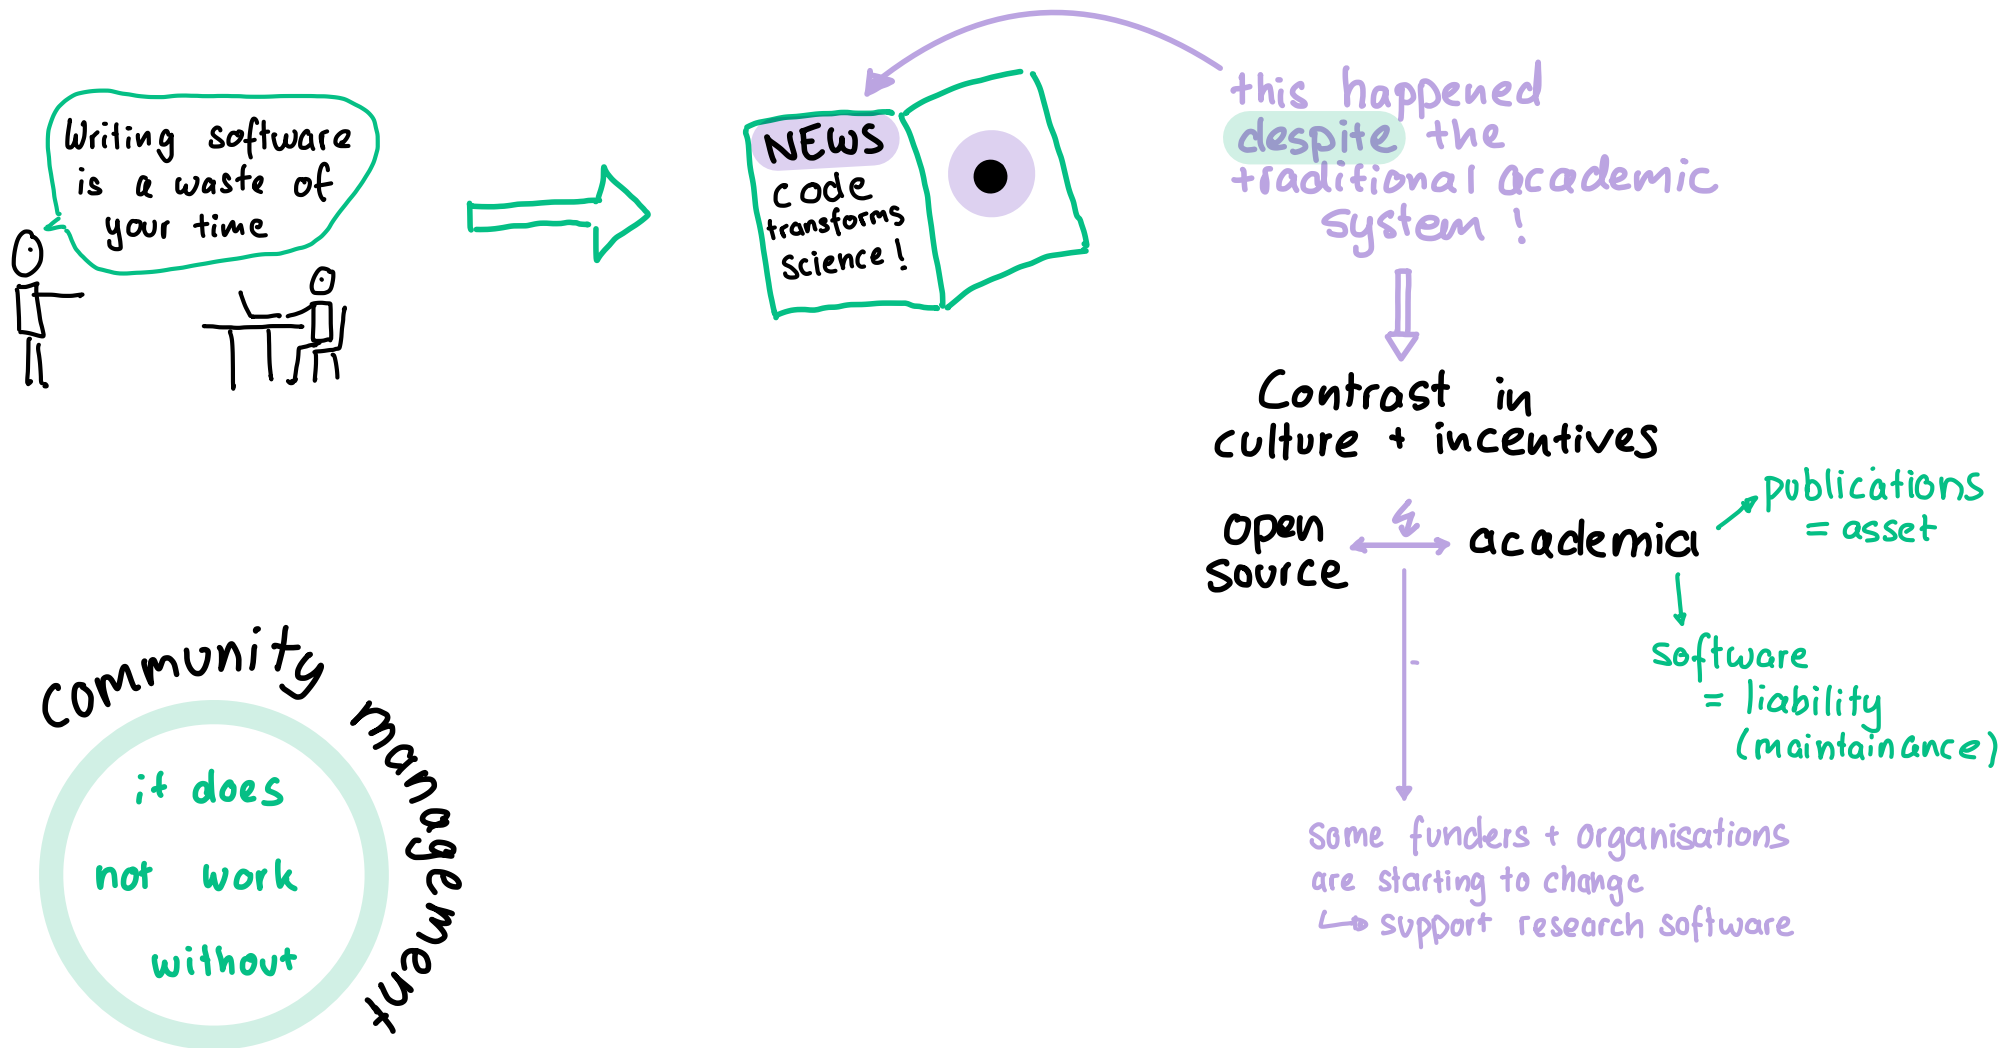 Writing software
is a waste of
your time
NEWS
code
transforms
science!
this happened
despite the
traditional academic
system!
Contrast in
culture + incentives
open
source
academia
publications
= asset
software
= liability
(maintainance)
some funders + organisations
are starting to change
support research software
community management
it does
not work
without